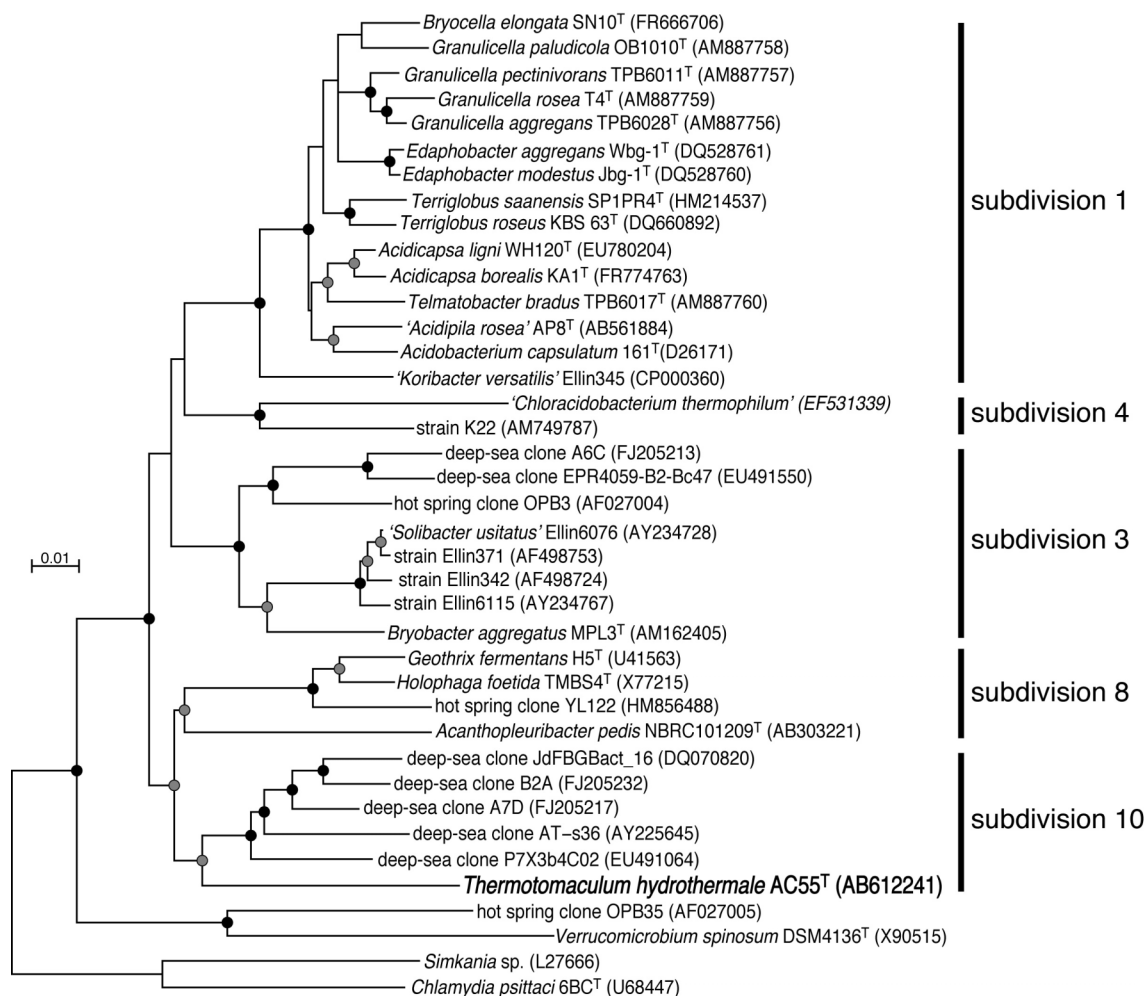 Bryocella elongata SN10T (FR666706)
Granulicella paludicola OB1010T (AM887758)
Granulicella pectinivorans TPB6011T (AM887757)
Granulicella rosea T4T (AM887759)
Granulicella aggregans TPB6028T (AM887756)
Edaphobacter aggregans Wbg-1T (DQ528761)
Edaphobacter modestus Jbg-1T (DQ528760)
Terriglobus saanensis SP1PR4T (HM214537)
Terriglobus roseus KBS 63T (DQ660892)
Acidicapsa ligni WH120T (EU780204)
Acidicapsa borealis KA1T (FR774763)
Telmatobacter bradus TPB6017T (AM887760)
'Acidipila rosea' AP8T (AB561884)
Acidobacterium capsulatum 161T(D26171)
'Koribacter versatilis' Ellin345 (CP000360)
subdivision 1
'Chloracidobacterium thermophilum' (EF531339)
strain K22 (AM749787)
subdivision 4
deep-sea clone A6C (FJ205213)
deep-sea clone EPR4059-B2-Bc47 (EU491550)
hot spring clone OPB3 (AF027004)
'Solibacter usitatus' Ellin6076 (AY234728)
strain Ellin371 (AF498753)
strain Ellin342 (AF498724)
strain Ellin6115 (AY234767)
Bryobacter aggregatus MPL3T (AM162405)
subdivision 3
0.01
Geothrix fermentans H5T (U41563)
Holophaga foetida TMBS4T (X77215)
hot spring clone YL122 (HM856488)
Acanthopleuribacter pedis NBRC101209T (AB303221)
subdivision 8
deep-sea clone JdFBGBact_16 (DQ070820)
deep-sea clone B2A (FJ205232)
deep-sea clone A7D (FJ205217)
deep-sea clone AT–s36 (AY225645)
deep-sea clone P7X3b4C02 (EU491064)
Thermotomaculum hydrothermale AC55T (AB612241)
subdivision 10
hot spring clone OPB35 (AF027005)
Verrucomicrobium spinosum DSM4136T (X90515)
Simkania sp. (L27666)
Chlamydia psittaci 6BCT (U68447)